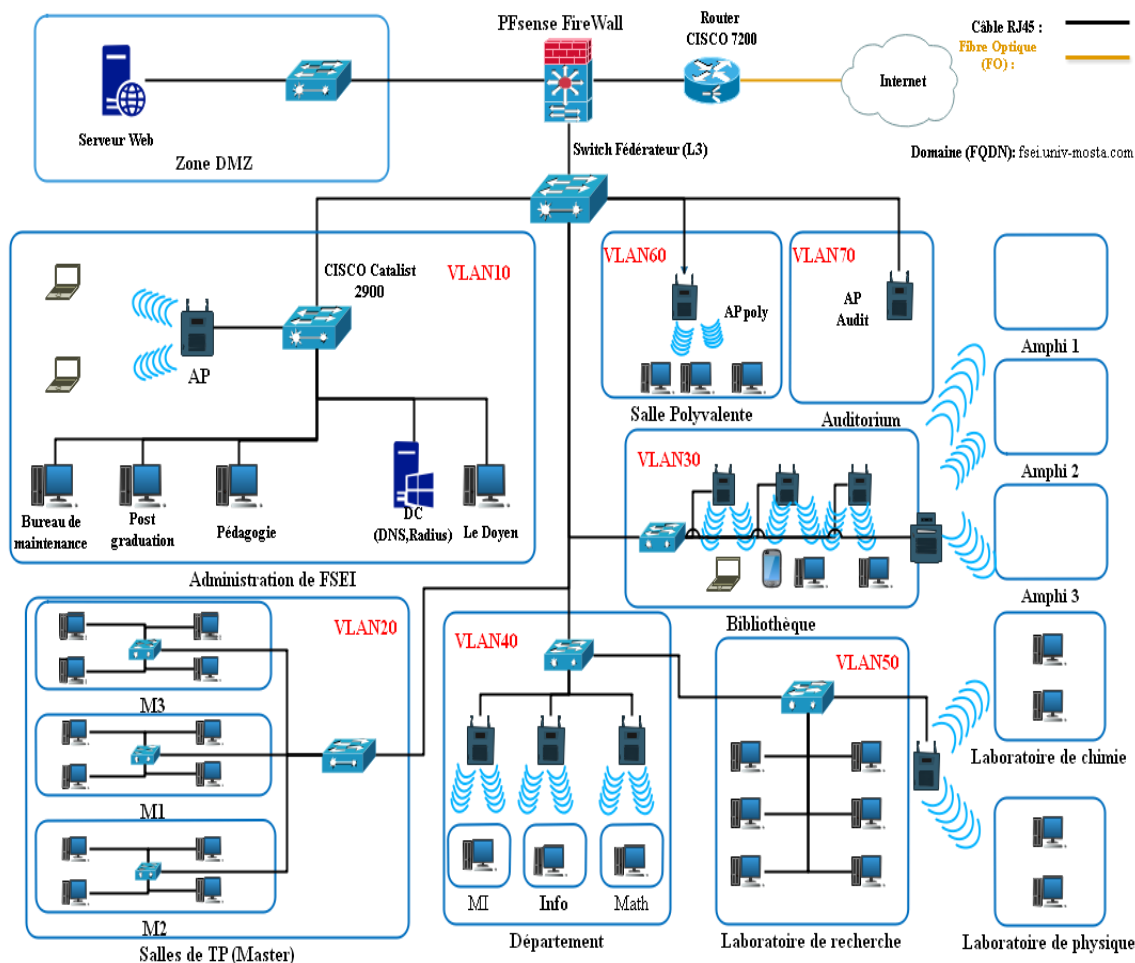 PFsense FireWall
Router
CISCO 7200
Câble RJ45 :
Fibre Optique
(FO) :
Internet
Serveur Web
Zone DMZ
Switch Fédérateur (L3)
Domaine (FQDN): fsei.univ-mosta.com
VLAN10
CISCO Catalist
2900
AP
Bureau de
maintenance
Post
graduation
Pédagogie
DC
(DNS,Radius)
Le Doyen
Administration de FSEI
VLAN60
AP poly
Salle Polyvalente
VLAN70
AP
Audit
Auditorium
Amphi 1
Amphi 2
Amphi 3
VLAN30
Bibliothèque
VLAN20
M3
M1
M2
Salles de TP (Master)
VLAN40
MI
Info
Math
Département
VLAN50
Laboratoire de recherche
Laboratoire de chimie
Laboratoire de physique